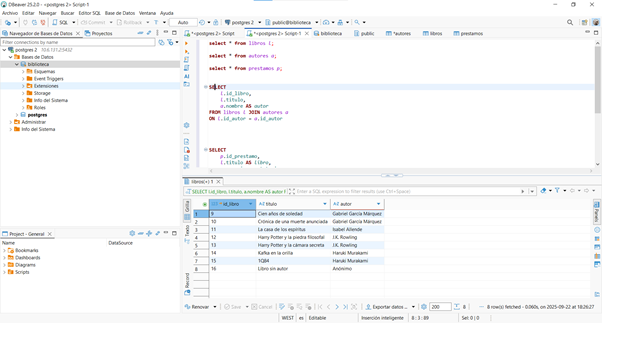 DBeaver 25.2.0 - <postgres 2> Script-1
Archivo Editar Navegar Buscar Editor SQL Base de Datos Ventana Ayuda
SQL Commit Rollback Auto postgres 2 public@biblioteca
Navegador de Bases de Datos Proyectos
Filter connections by name
postgres 2
Bases de Datos
biblioteca
Esquemas
Event Triggers
Extensiones
Storage
Info del Sistema
Roles
postgres
Administrar
Info del Sistema
Project - General
Name DataSource
Bookmarks
Dashboards
Diagrams
Scripts
*<postgres> Script *<postgres 2> Script-1 biblioteca public *autores libros prestamos
select * from libros l;
select * from autores a;
select * from prestamos p;
SELECT
l.id_libro,
l.titulo,
a.nombre AS autor
FROM libros l JOIN autores a
ON l.id_autor = a.id_autor
SELECT
p.id_prestamo,
l.titulo AS libro,
libros(+) 1
SELECT l.id_libro, l.titulo, a.nombre AS autor Enter a SQL expression to filter results (use Ctrl+Space)
Grilla
Texto
Record
Panels
id_libro titulo autor
1 9 Cien años de soledad Gabriel García Márquez
2 10 Crónica de una muerte anunciada Gabriel García Márquez
3 11 La casa de los espíritus Isabel Allende
4 12 Harry Potter y la piedra filosofal J.K. Rowling
5 13 Harry Potter y la cámara secreta J.K. Rowling
6 14 Kafka en la orilla Haruki Murakami
7 15 1Q84 Haruki Murakami
8 16 Libro sin autor Anónimo
Renovar Save Cancel Exportar datos... 200 8 8 row(s) fetched - 0.060s, on 2025-09-22 at 18:26:27
WEST es Editable Inserción inteligente 8 : 3 : 89 Sel: 0 | 0